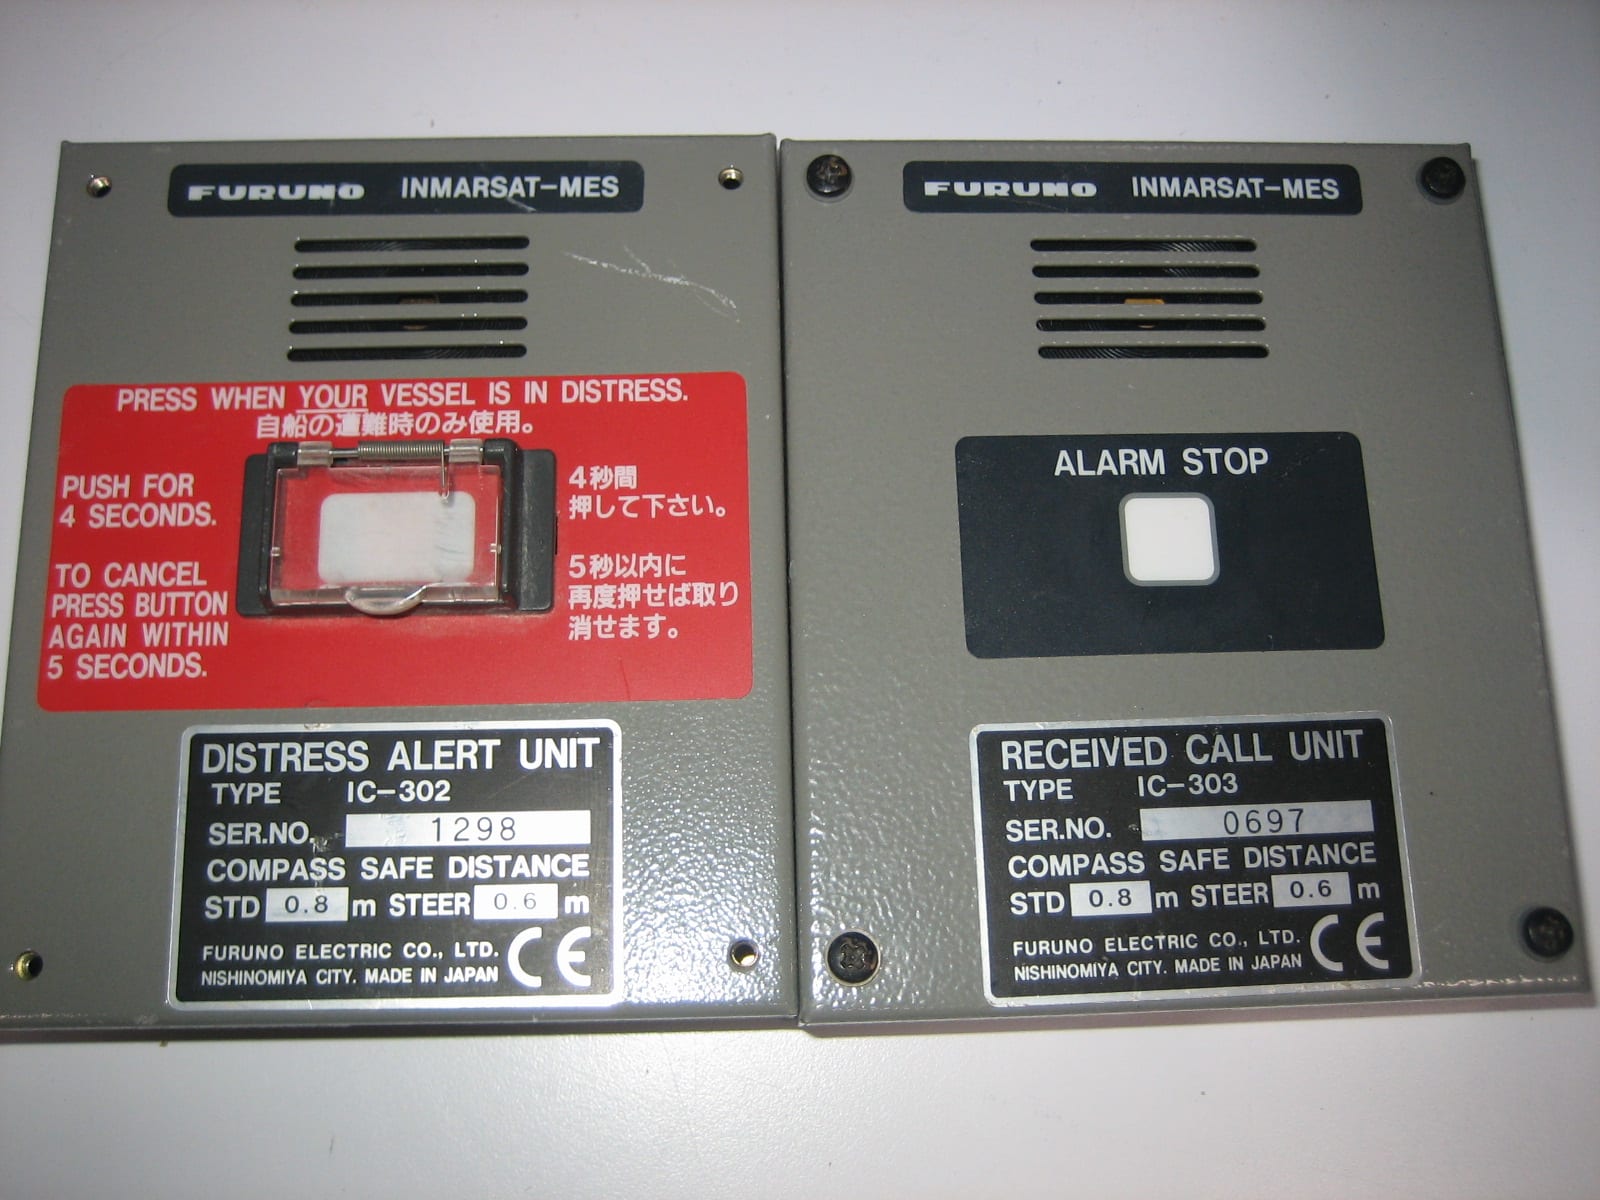 FURUNO INMARSAT-MES
PRESS WHEN YOUR VESSEL IS IN DISTRESS.
自船の遭難時のみ使用。
PUSH FOR
4 SECONDS.
TO CANCEL
PRESS BUTTON
AGAIN WITHIN
5 SECONDS.
4秒間
押して下さい。
5秒以内に
再度押せば取り
消せます。
DISTRESS ALERT UNIT
TYPE IC-302
SER.NO. 1298
COMPASS SAFE DISTANCE
STD 0.8 m STEER 0.6 m
FURUNO ELECTRIC CO., LTD.
NISHINOMIYA CITY. MADE IN JAPAN
CE
FURUNO INMARSAT-MES
ALARM STOP
RECEIVED CALL UNIT
TYPE IC-303
SER.NO. 0697
COMPASS SAFE DISTANCE
STD 0.8 m STEER 0.6 m
FURUNO ELECTRIC CO., LTD.
NISHINOMIYA CITY. MADE IN JAPAN
CE